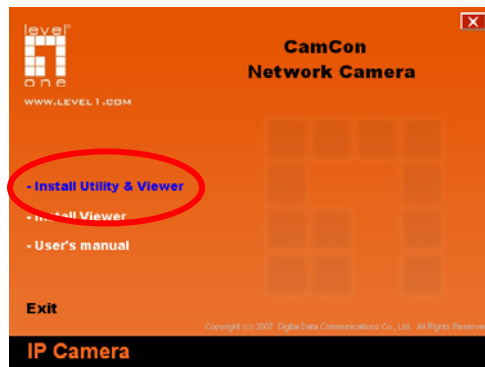 level
one
WWW.LEVEL1.COM
CamCon
Network Camera
- Install Utility & Viewer
- Install Viewer
- User's manual
Exit
Copyright (c) 2007 Digital Data Communications Co., Ltd. All Rights Reserve
IP Camera